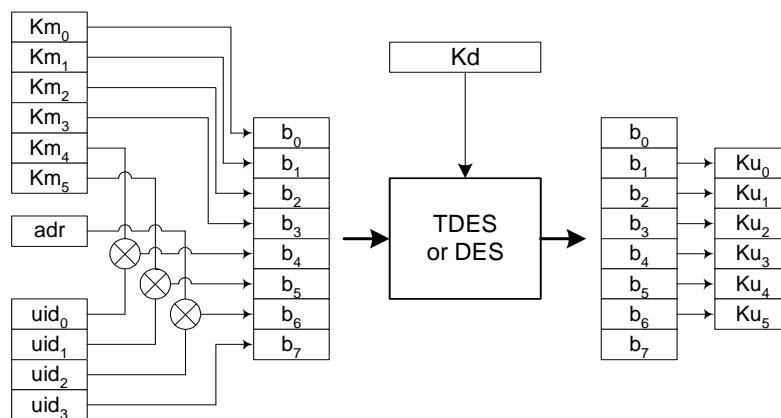 Km₀
Km₁
Km₂
Km₃
Km₄
Km₅
adr
uid₀
uid₁
uid₂
uid₃
b₀
b₁
b₂
b₃
b₄
b₅
b₆
b₇
Kd
TDES
or DES
b₀
b₁
b₂
b₃
b₄
b₅
b₆
b₇
Ku₀
Ku₁
Ku₂
Ku₃
Ku₄
Ku₅